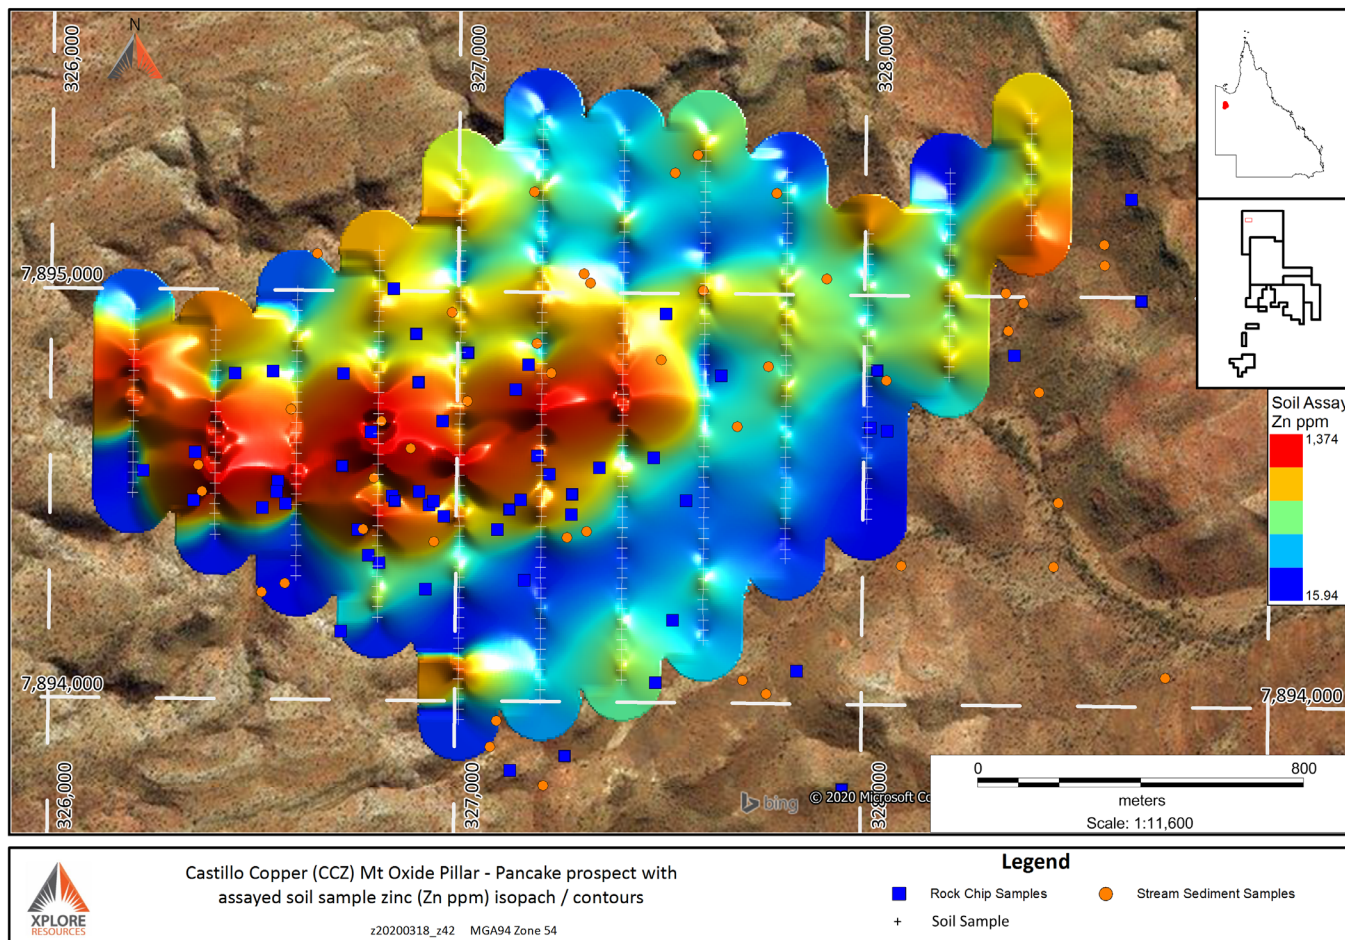 N
326,000
327,000
328,000
7,895,000
7,894,000
7,894,000
326,000
327,000
bing
© 2020 Microsoft Co
Soil Assay
Zn ppm
1,374
15.94
0
800
meters
Scale: 1:11,600
XPLORE
RESOURCES
Castillo Copper (CCZ) Mt Oxide Pillar - Pancake prospect with
assayed soil sample zinc (Zn ppm) isopach / contours
z20200318_z42 MGA94 Zone 54
Legend
Rock Chip Samples
Stream Sediment Samples
Soil Sample